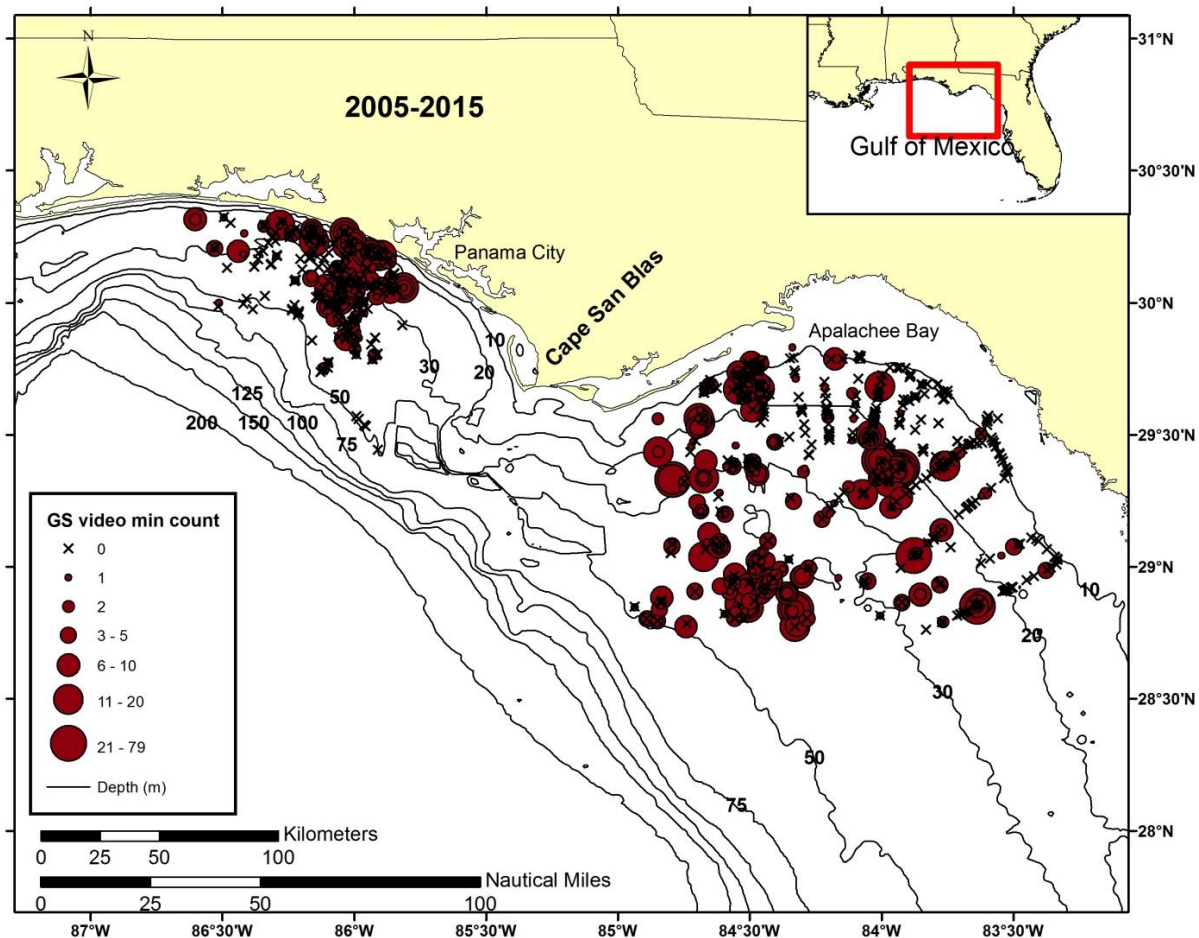 N
2005-2015
Gulf of Mexico
31°N
30°30'N
30°N
29°30'N
29°N
28°30'N
28°N
Panama City
Cape San Blas
Apalachee Bay
10
20
30
50
75
100
125
150
200
10
20
30
50
75
GS video min count
0
1
2
3 - 5
6 - 10
11 - 20
21 - 79
Depth (m)
Kilometers
0 25 50 100
Nautical Miles
0 25 50 100
87°W 86°30'W 86°W 85°30'W 85°W 84°30'W 84°W 83°30'W